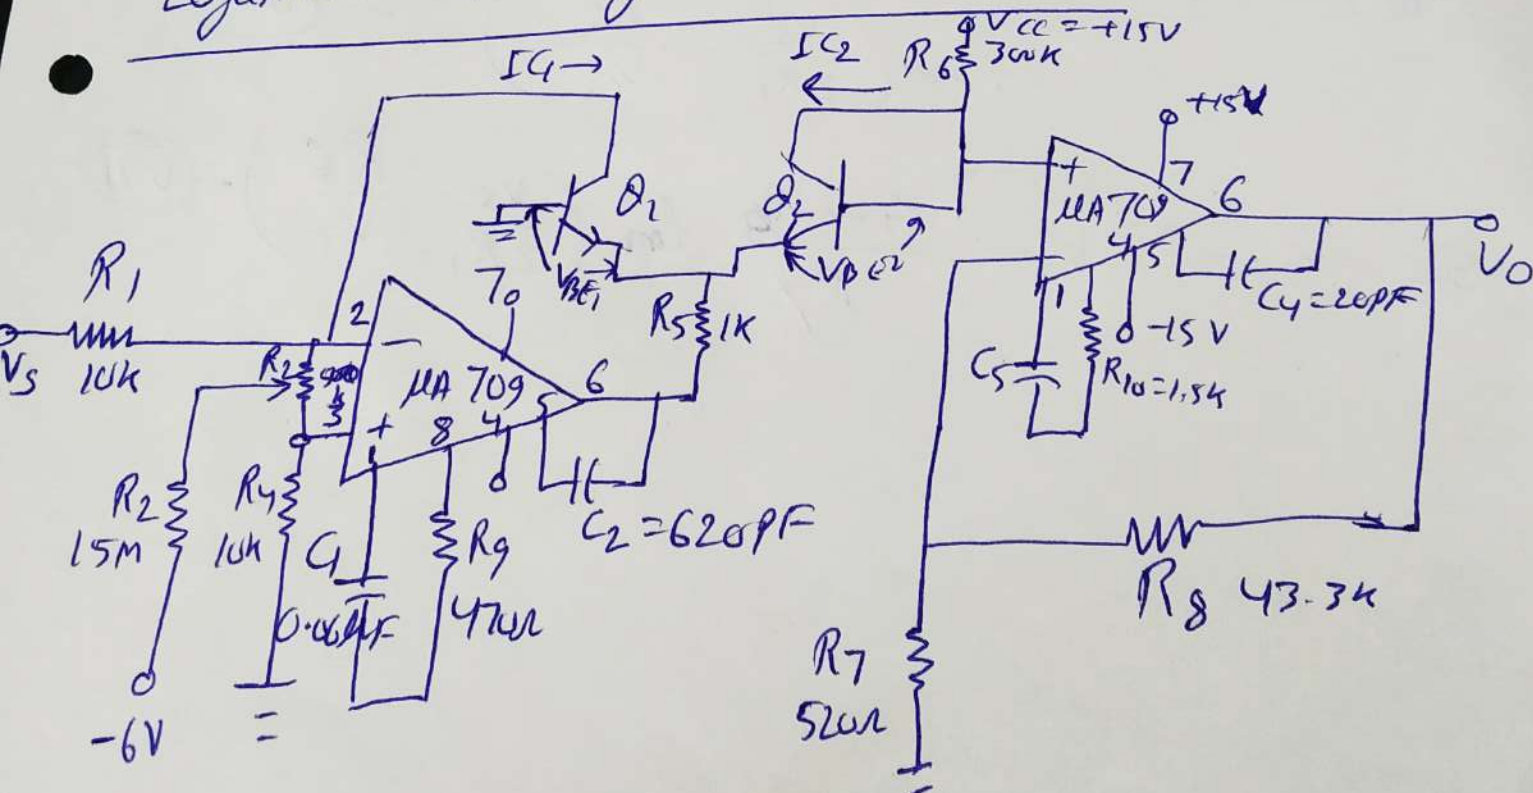 VCC = +15V
IC1 →
IC2
R6 300K
+15V
7
+
μA 709
6
4
5
Q1
Q2
VBE1
VBE2
R1
10K
VS
2
−
7
R5 1K
VO
C4 = 20PF
1
-15 V
C5
R10 = 1.5K
μA 709
6
3
+
8
4
5
1
R2
15M
R4
10K
C1
R9
470Ω
C2 = 620PF
R8 43.3K
R7
520Ω
-6V